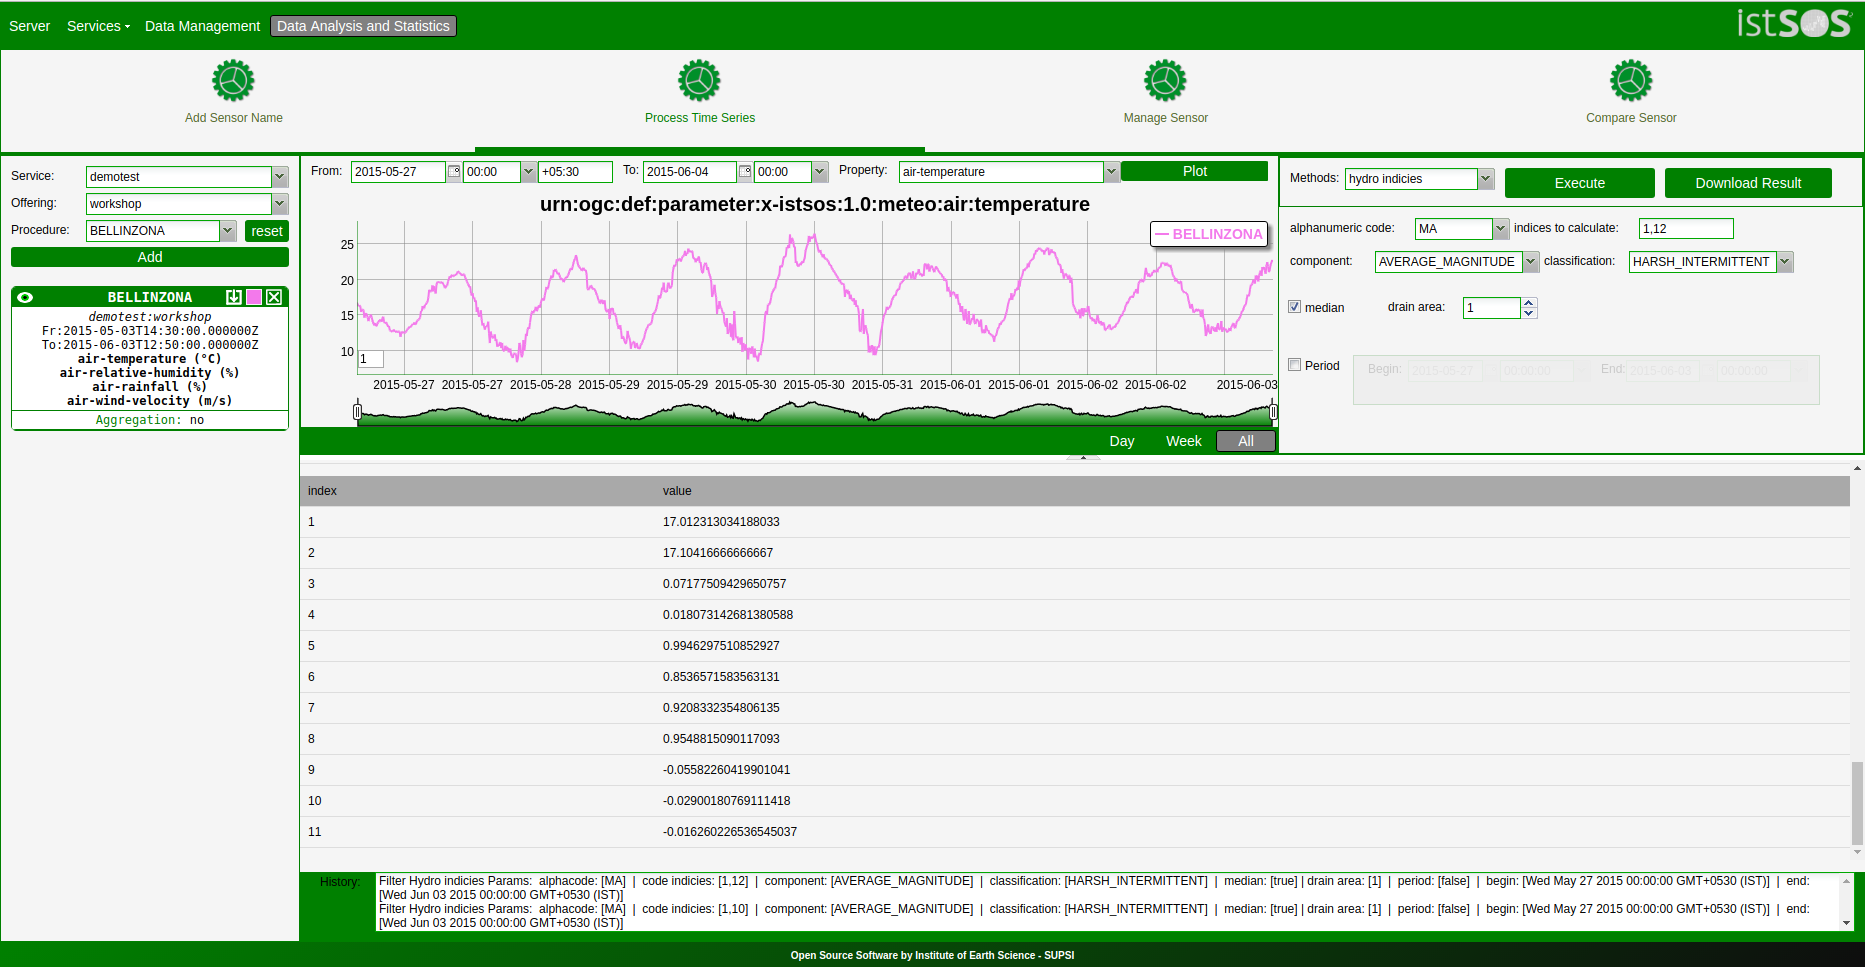 Server Services Data Management Data Analysis and Statistics istSOS
Add Sensor Name Process Time Series Manage Sensor Compare Sensor
Service: demotest
Offering: workshop
Procedure: BELLINZONA reset
Add
BELLINZONA
demotest:workshop
Fr:2015-05-03T14:30:00.000000Z
To:2015-06-03T12:50:00.000000Z
air-temperature (°C)
air-relative-humidity (%)
air-rainfall (%)
air-wind-velocity (m/s)
Aggregation: no
From: 2015-05-27 00:00 +05:30 To: 2015-06-04 00:00 Property: air-temperature Plot
urn:ogc:def:parameter:x-istsos:1.0:meteo:air:temperature
BELLINZONA
25
20
15
10
1
2015-05-27 2015-05-27 2015-05-28 2015-05-29 2015-05-29 2015-05-30 2015-05-30 2015-05-31 2015-06-01 2015-06-01 2015-06-02 2015-06-02 2015-06-03
Day Week All
Methods: hydro indicies Execute Download Result
alphanumeric code: MA indices to calculate: 1,12
component: AVERAGE_MAGNITUDE classification: HARSH_INTERMITTENT
median drain area: 1
Period Begin: 2015-05-27 00:00:00 End: 2015-06-03 00:00:00
index value
1 17.012313034188033
2 17.10416666666667
3 0.07177509429650757
4 0.018073142681380588
5 0.9946297510852927
6 0.8536571583563131
7 0.9208332354806135
8 0.9548815090117093
9 -0.05582260419901041
10 -0.02900180769111418
11 -0.016260226536545037
History: Filter Hydro indicies Params: alphacode: [MA] | code indicies: [1,12] | component: [AVERAGE_MAGNITUDE] | classification: [HARSH_INTERMITTENT] | median: [true] | drain area: [1] | period: [false] | begin: [Wed May 27 2015 00:00:00 GMT+0530 (IST)] | end:
[Wed Jun 03 2015 00:00:00 GMT+0530 (IST)]
Filter Hydro indicies Params: alphacode: [MA] | code indicies: [1,10] | component: [AVERAGE_MAGNITUDE] | classification: [HARSH_INTERMITTENT] | median: [true] | drain area: [1] | period: [false] | begin: [Wed May 27 2015 00:00:00 GMT+0530 (IST)] | end:
[Wed Jun 03 2015 00:00:00 GMT+0530 (IST)]
Open Source Software by Institute of Earth Science - SUPSI